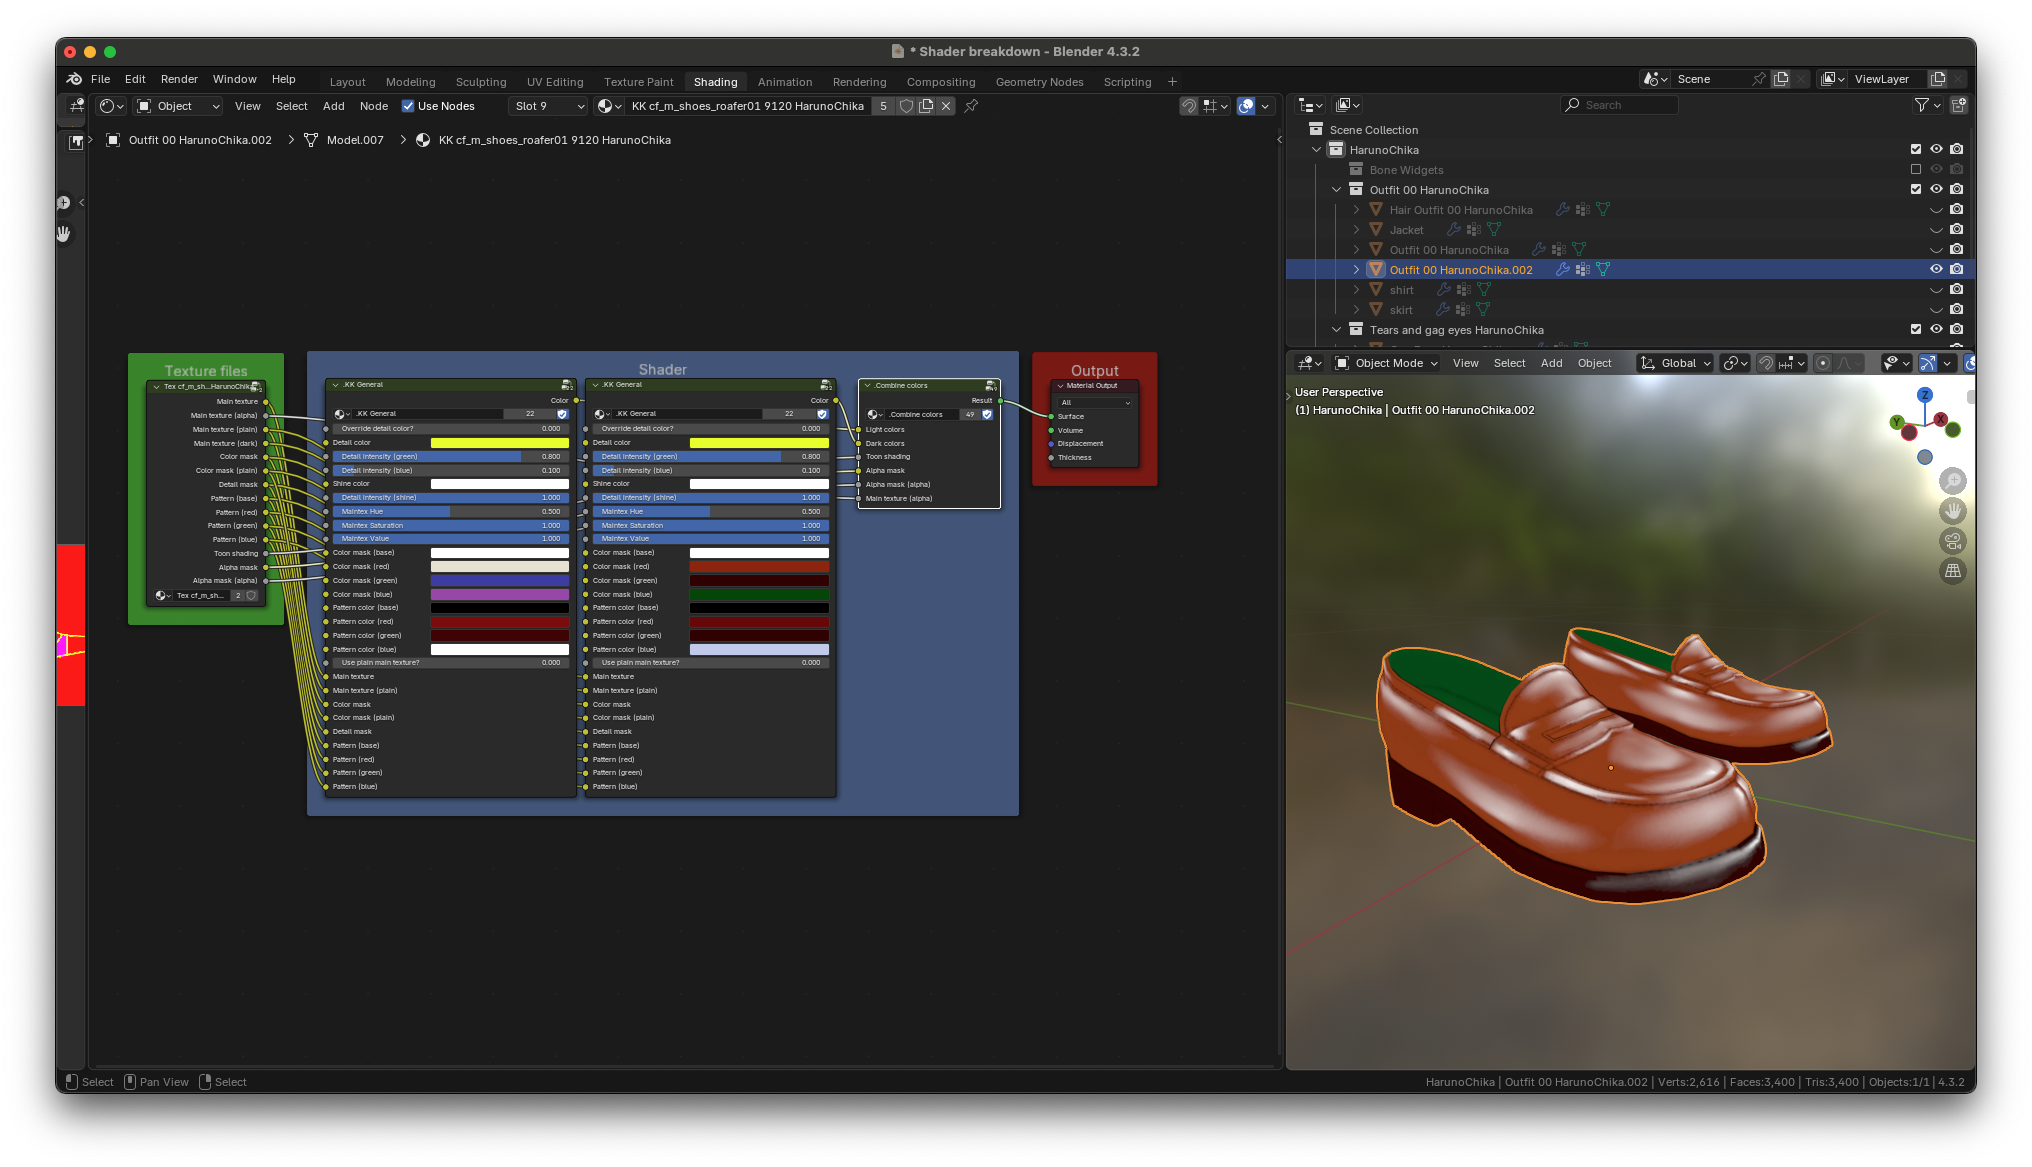 * Shader breakdown - Blender 4.3.2
File Edit Render Window Help
Layout Modeling Sculpting UV Editing Texture Paint Shading Animation Rendering Compositing Geometry Nodes Scripting +
Scene ViewLayer
Object View Select Add Node Use Nodes Slot 9 KK cf_m_shoes_roafer01 9120 HarunoChika 5
Outfit 00 HarunoChika.002 Model.007 KK cf_m_shoes_roafer01 9120 HarunoChika
Texture files
Tex cf_m_sh...HarunoChika
Main texture
Main texture (alpha)
Main texture (plain)
Main texture (dark)
Color mask
Color mask (plain)
Detail mask
Pattern (base)
Pattern (red)
Pattern (green)
Pattern (blue)
Toon shading
Alpha mask
Alpha mask (alpha)
Tex cf_m_sh... 2
Shader
.KK General
Color
.KK General 22
Override detail color? 0.000
Detail color
Detail intensity (green) 0.800
Detail intensity (blue) 0.100
Shine color
Detail intensity (shine) 1.000
Maintex Hue 0.500
Maintex Saturation 1.000
Maintex Value 1.000
Color mask (base)
Color mask (red)
Color mask (green)
Color mask (blue)
Pattern color (base)
Pattern color (red)
Pattern color (green)
Pattern color (blue)
Use plain main texture? 0.000
Main texture
Main texture (plain)
Color mask
Color mask (plain)
Detail mask
Pattern (base)
Pattern (red)
Pattern (green)
Pattern (blue)
.KK General
Color
.KK General 22
Override detail color? 0.000
Detail color
Detail intensity (green) 0.800
Detail intensity (blue) 0.100
Shine color
Detail intensity (shine) 1.000
Maintex Hue 0.500
Maintex Saturation 1.000
Maintex Value 1.000
Color mask (base)
Color mask (red)
Color mask (green)
Color mask (blue)
Pattern color (base)
Pattern color (red)
Pattern color (green)
Pattern color (blue)
Use plain main texture? 0.000
Main texture
Main texture (plain)
Color mask
Color mask (plain)
Detail mask
Pattern (base)
Pattern (red)
Pattern (green)
Pattern (blue)
.Combine colors
Result
.Combine colors 49
Light colors
Dark colors
Toon shading
Alpha mask
Alpha mask (alpha)
Main texture (alpha)
Output
Material Output
All
Surface
Volume
Displacement
Thickness
Search
Scene Collection
HarunoChika
Bone Widgets
Outfit 00 HarunoChika
Hair Outfit 00 HarunoChika
Jacket
Outfit 00 HarunoChika
Outfit 00 HarunoChika.002
shirt
skirt
Tears and gag eyes HarunoChika
Object Mode View Select Add Object Global
User Perspective
(1) HarunoChika | Outfit 00 HarunoChika.002
Z
Y X
Select Pan View Select
HarunoChika | Outfit 00 HarunoChika.002 | Verts:2,616 | Faces:3,400 | Tris:3,400 | Objects:1/1 | 4.3.2